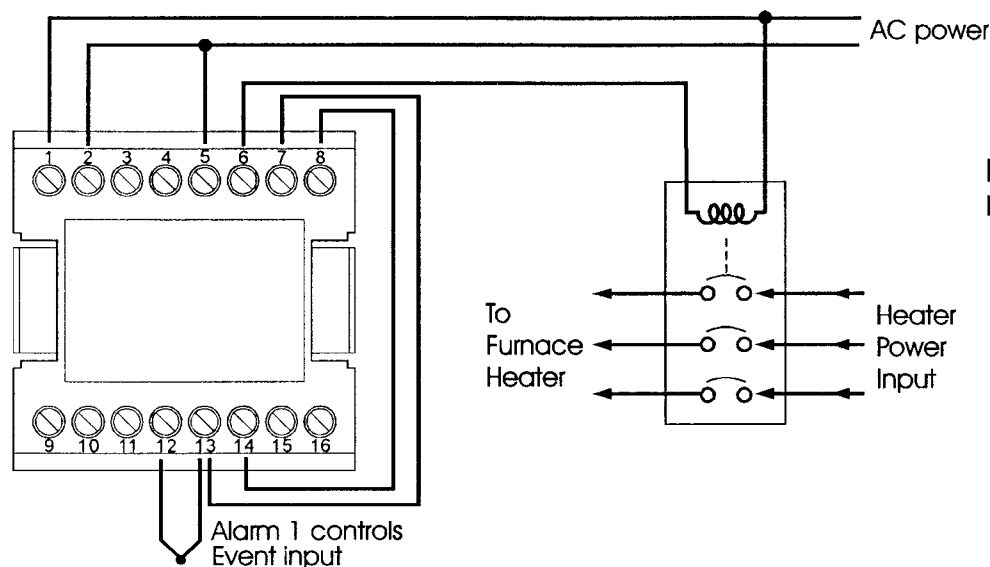 AC power
1 2 3 4 5 6 7 8
To
Furnace
Heater
Heater
Power
Input
9 10 11 12 13 14 15 16
Alarm 1 controls
Event input